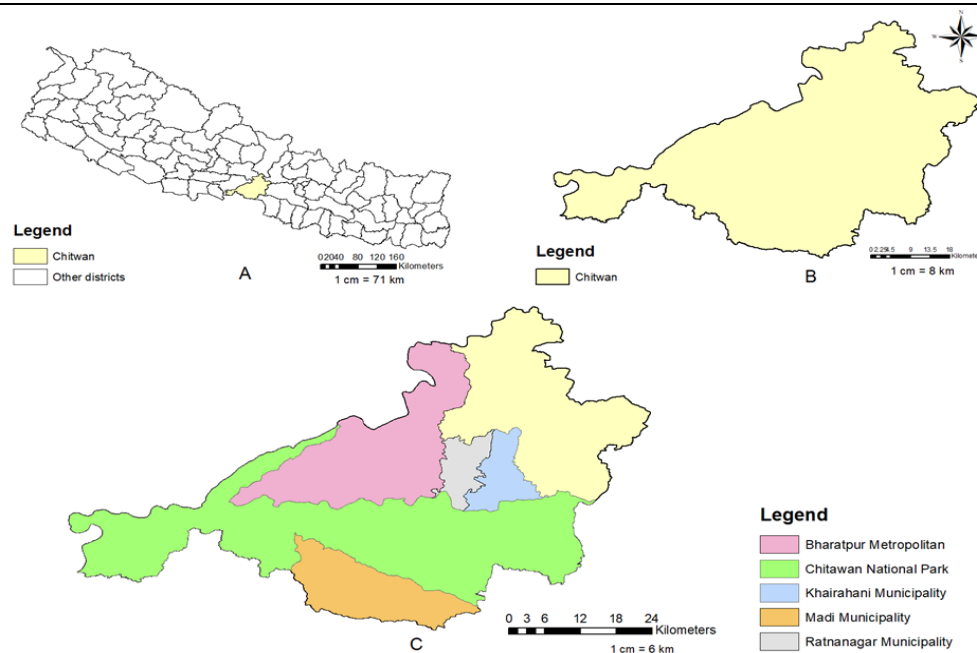 N
W
E
S
Legend
Chitwan
Other districts
A
02040 80 120 160
Kilometers
1 cm = 71 km
Legend
Chitwan
B
9 13.5 18
1 cm = 8 km
C
Legend
Bharatpur Metropolitan
Chitawan National Park
Khairahani Municipality
Madi Municipality
Ratnanagar Municipality
0 3 6 12 18 24
Kilometers
1 cm = 6 km